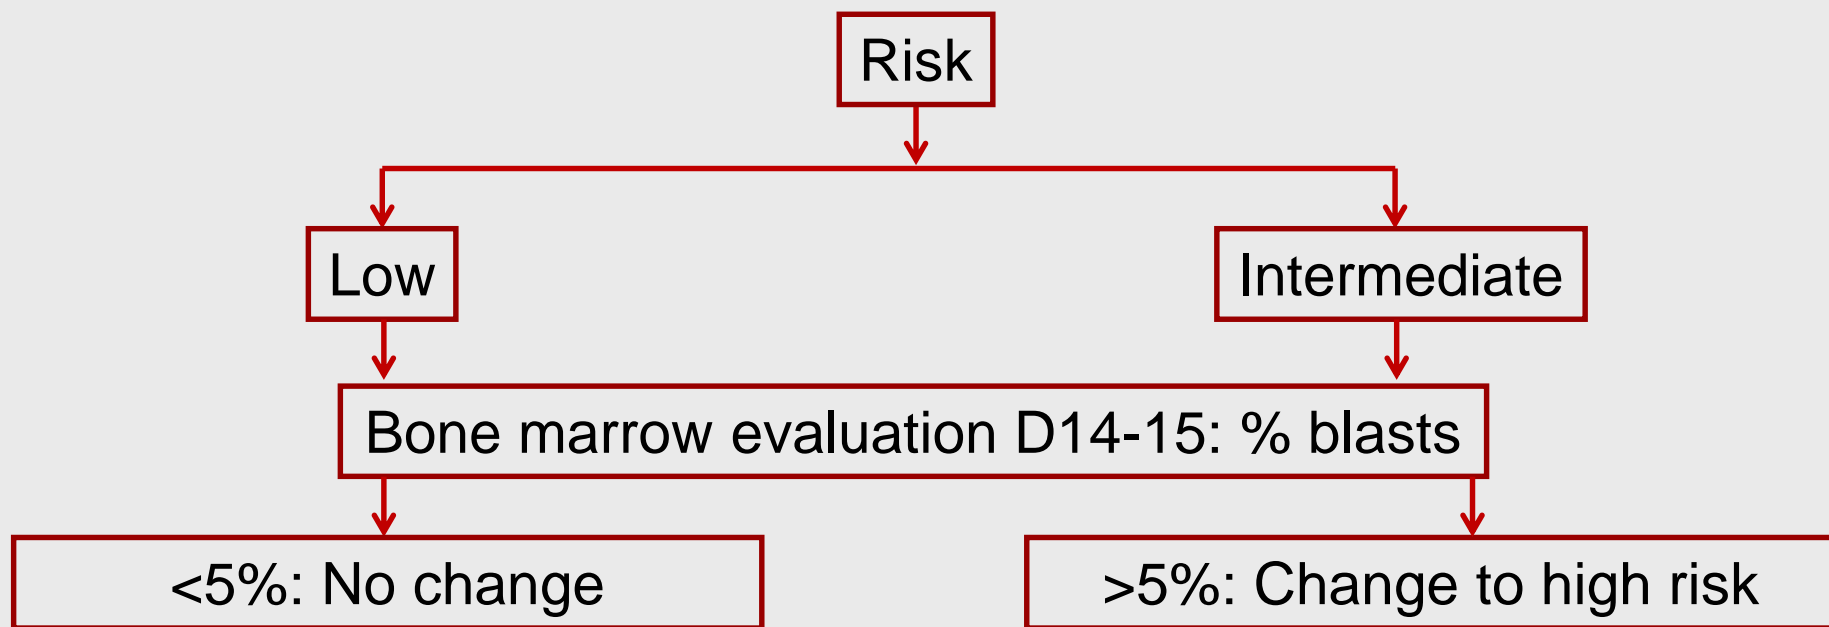 Risk
Low
Intermediate
Bone marrow evaluation D14-15: % blasts
<5%: No change
>5%: Change to high risk